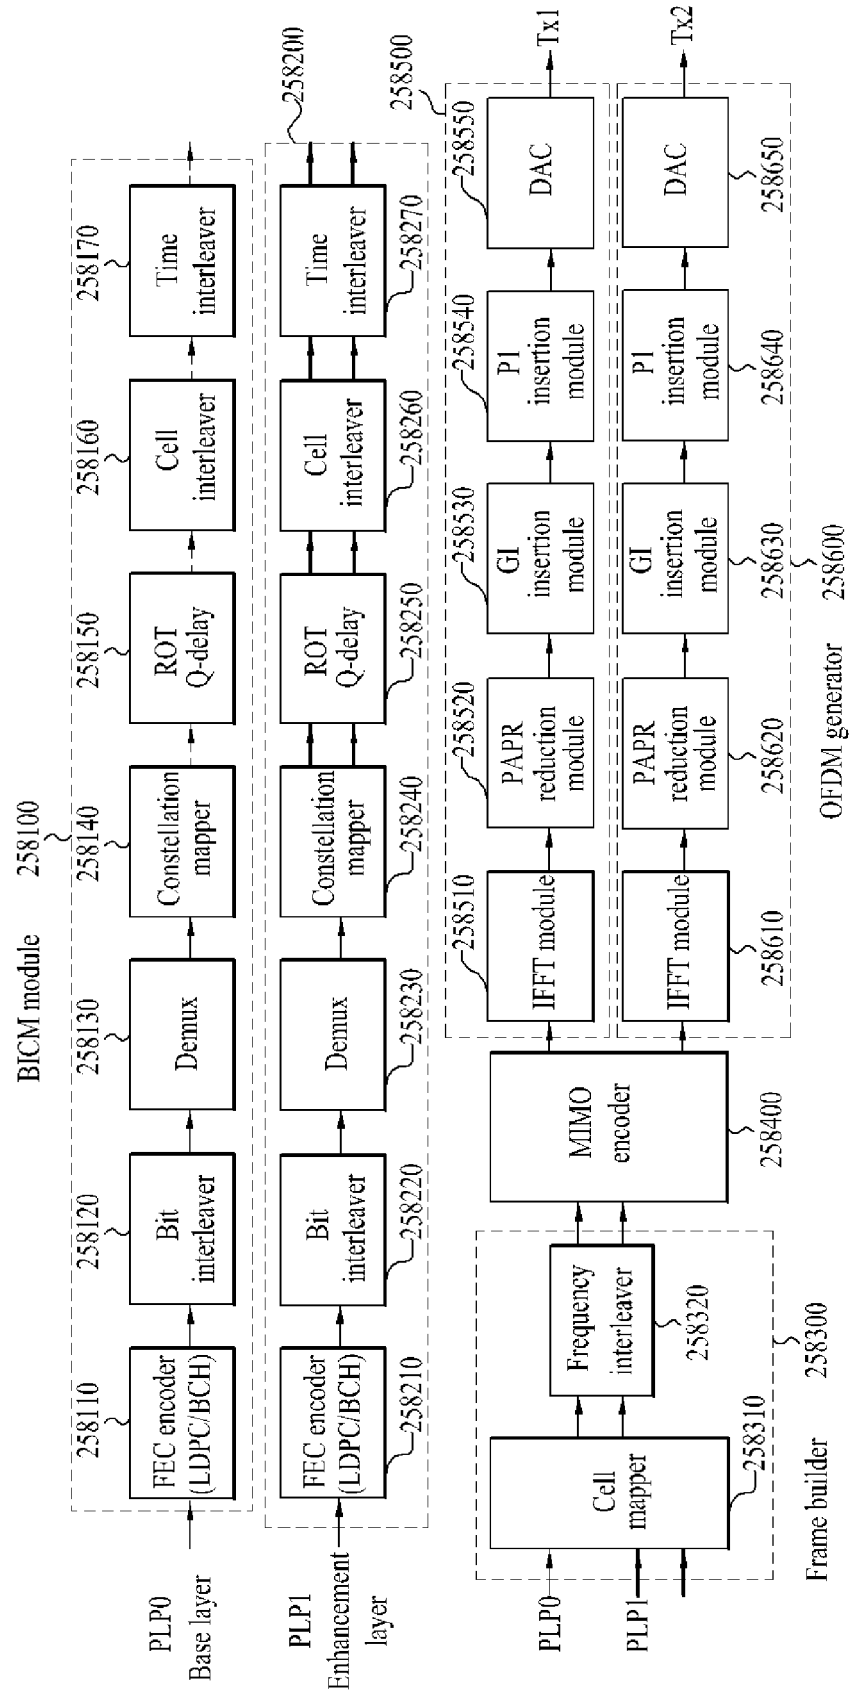 BICM module
258100
258110
258120
258130
258140
258150
258160
258170
PLP0
Base layer
FEC encoder
(LDPC/BCH)
Bit
interleaver
Demux
Constellation
mapper
ROT
Q-delay
Cell
interleaver
Time
interleaver
258200
PLP1
Enhancement
layer
FEC encoder
(LDPC/BCH)
Bit
interleaver
Demux
Constellation
mapper
ROT
Q-delay
Cell
interleaver
Time
interleaver
258210
258220
258230
258240
258250
258260
258270
258500
258510
258520
258530
258540
258550
PLP0
PLP1
Cell
mapper
258310
Frequency
interleaver
258320
MIMO
encoder
258400
IFFT module
PAPR
reduction
module
GI
insertion
module
P1
insertion
module
DAC
Tx1
IFFT module
PAPR
reduction
module
GI
insertion
module
P1
insertion
module
DAC
Tx2
258610
258620
258630
258640
258650
258300
258600
Frame builder
OFDM generator